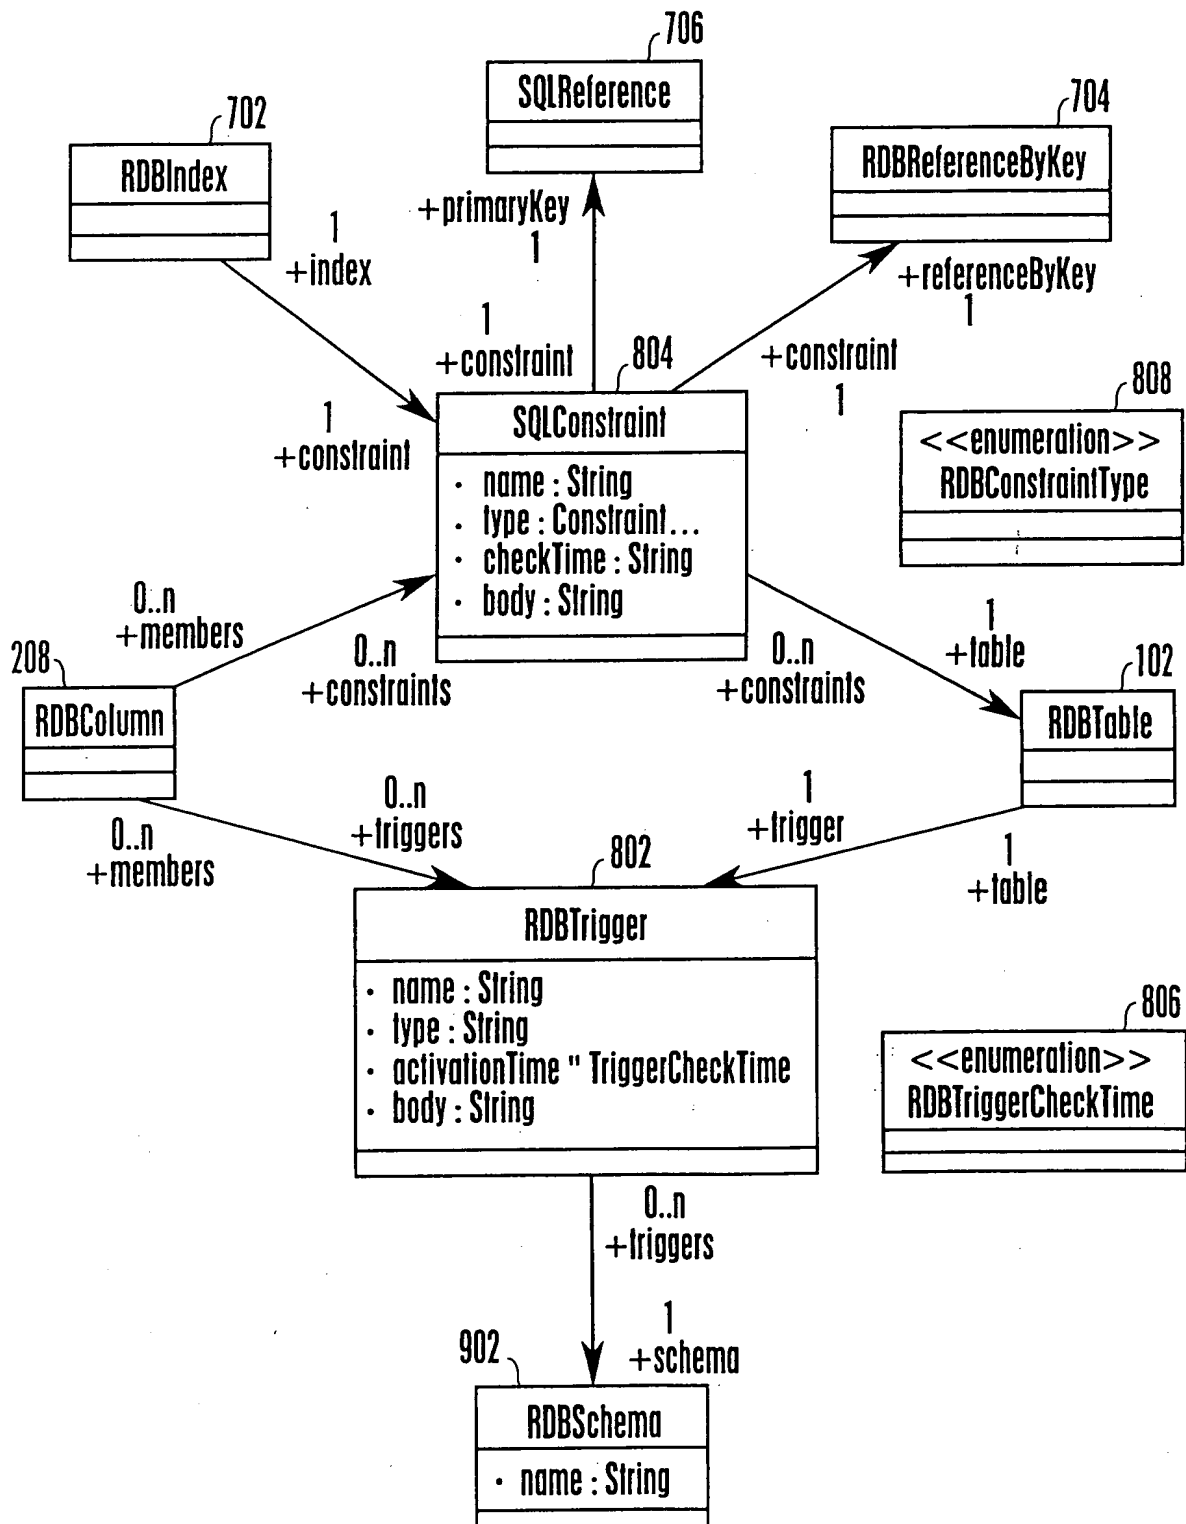 706
SQLReference
702
RDBIndex
704
RDBReferenceByKey
+primaryKey
1
1
+index
+referenceByKey
1
1
+constraint
804
+constraint
1
1
+constraint
SQLConstraint
· name : String
· type : Constraint...
· checkTime : String
· body : String
808
<<enumeration>>
RDBConstraintType
0..n
+members
0..n
+constraints
0..n
+constraints
1
+table
208
RDBColumn
102
RDBTable
0..n
+members
0..n
+triggers
1
+trigger
1
+table
802
RDBTrigger
· name : String
· type : String
· activationTime " TriggerCheckTime
· body : String
806
<<enumeration>>
RDBTriggerCheckTime
0..n
+triggers
1
+schema
902
RDBSchema
· name : String